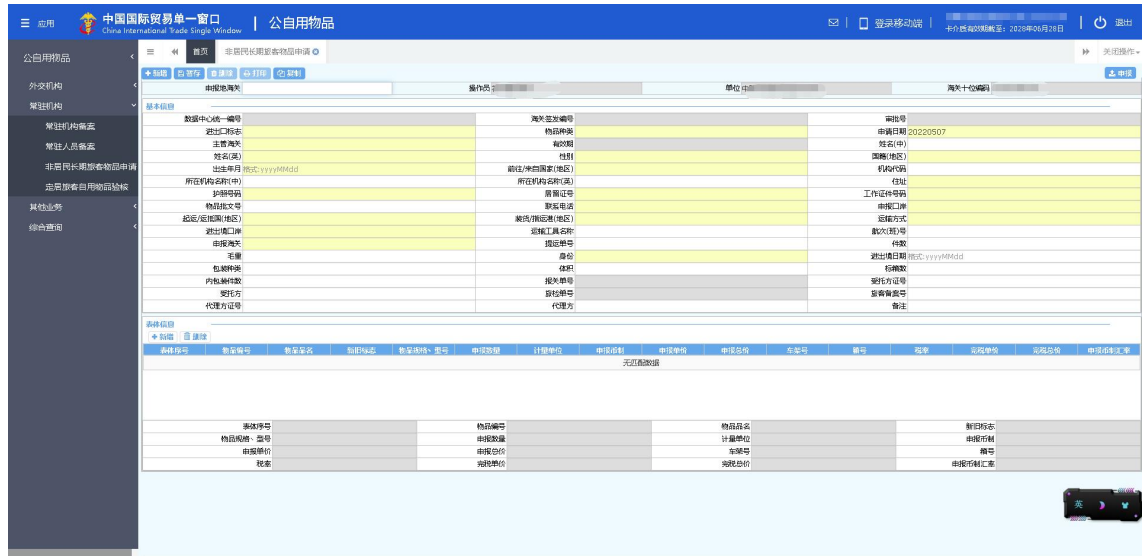 应用 中国国际贸易单一窗口 China International Trade Single Window 公自用物品 登录移动端 卡介质有效期截至：2028年06月28日 退出
公自用物品 首页 非居民长期旅客物品申请 关闭操作
新增 暂存 删除 打印 复制 申报
外交机构
常驻机构
常驻机构备案
常驻人员备案
非居民长期旅客物品申请
定居旅客自用物品验核
其他业务
综合查询
申报地海关 操作员 单位 海关十位编码
基本信息
数据中心统一编号 海关签发编号 审批号
进出口标志 物品种类 申请日期 20220507
主管海关 有效期 姓名(中)
姓名(英) 性别 国籍(地区)
出生年月 格式:yyyyMMdd 前往/来自国家(地区) 机构代码
所在机构名称(中) 所在机构名称(英) 住址
护照号码 居留证号 工作证件号码
物品批文号 联系电话 申报口岸
起运/运抵国(地区) 装货/指运港(地区) 运输方式
进出境口岸 运输工具名称 航次(班)号
申报海关 提运单号 件数
毛重 身份 进出境日期 格式:yyyyMMdd
包装种类 体积 标箱数
内包装件数 报关单号 受托方证号
受托方 旅检单号 旅客备案号
代理方证号 代理方 备注
表体信息
新增 删除
表体序号 物品编号 物品品名 新旧标志 物品规格、型号 申报数量 计量单位 申报币制 申报单价 申报总价 车架号 箱号 税率 完税单价 完税总价 申报币制汇率
无匹配数据
表体序号 物品编号 物品品名 新旧标志
物品规格、型号 申报数量 计量单位 申报币制
申报单价 申报总价 车架号 箱号
税率 完税单价 完税总价 申报币制汇率
英